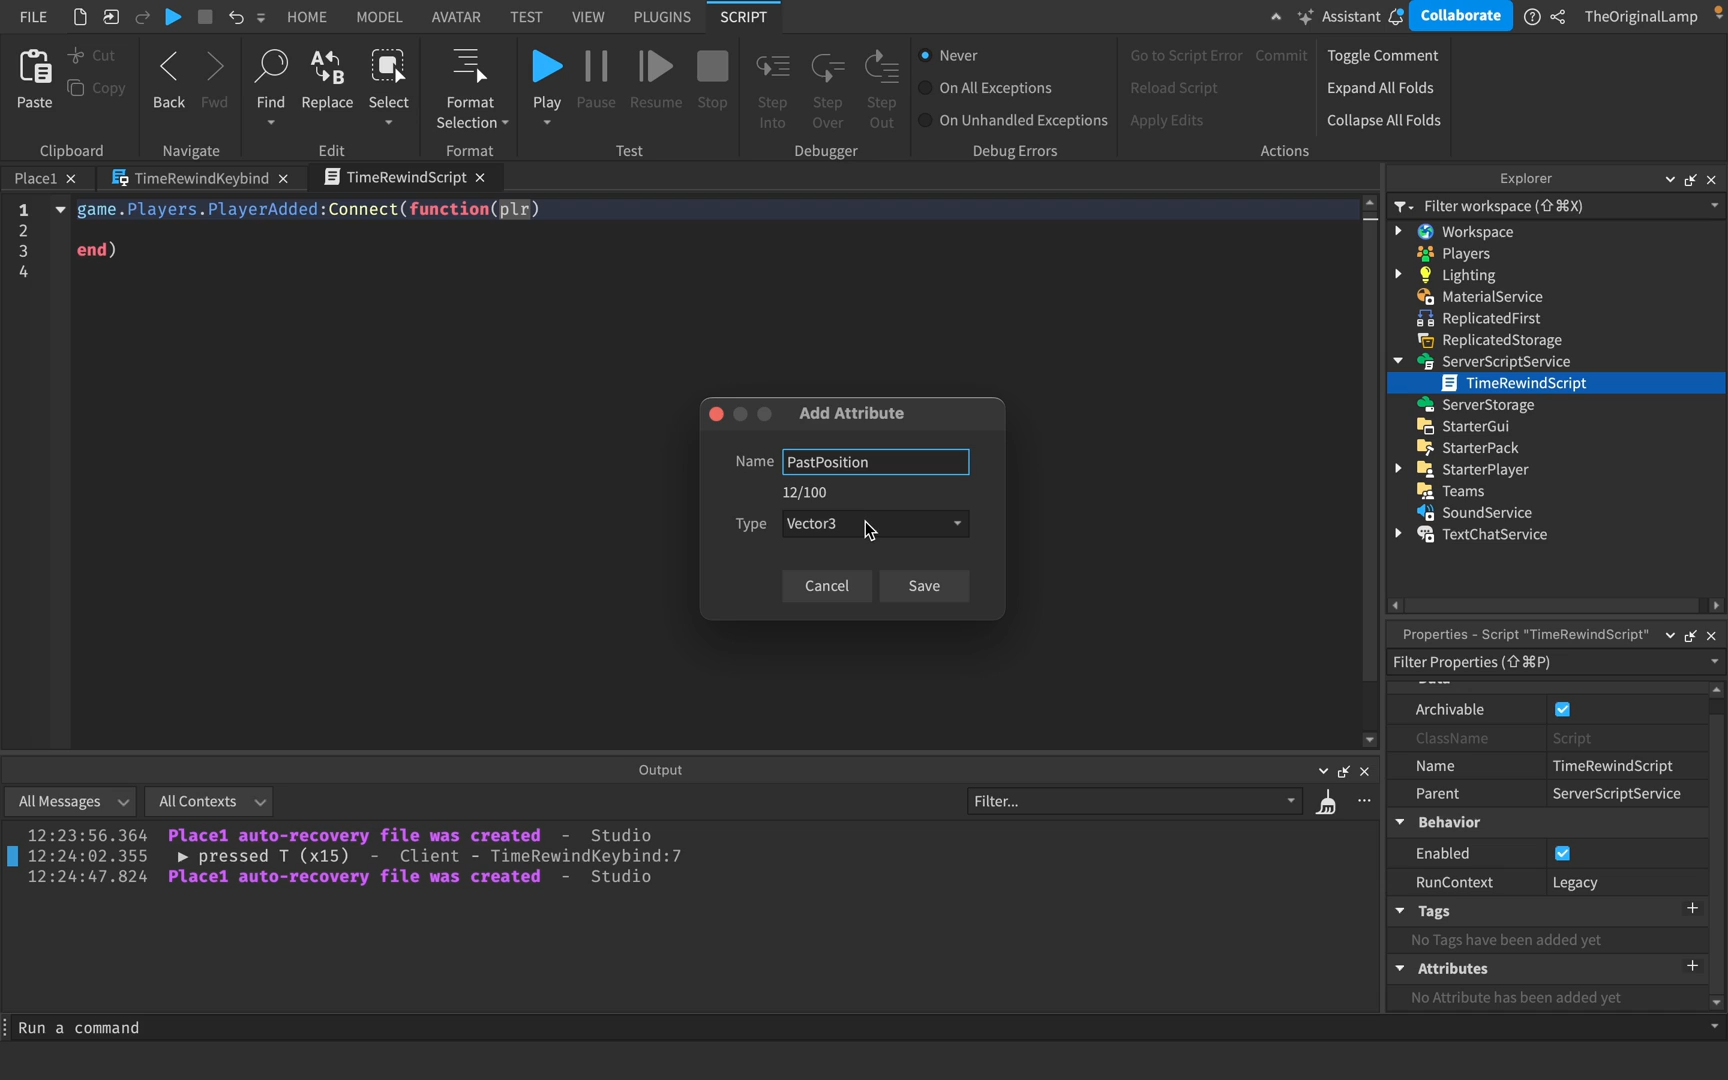 FILE HOME MODEL AVATAR TEST VIEW PLUGINS SCRIPT Assistant Collaborate TheOriginalLamp
Paste Cut Copy
Clipboard
Back Fwd
Navigate
Find Replace Select
Edit
Format
Selection
Format
Play Pause Resume Stop
Test
Step Into Step Over Step Out
Debugger
Never
On All Exceptions
On Unhandled Exceptions
Debug Errors
Go to Script Error Commit
Reload Script
Apply Edits
Toggle Comment
Expand All Folds
Collapse All Folds
Actions
Place1 TimeRewindKeybind TimeRewindScript
1 game.Players.PlayerAdded:Connect(function(plr)
2
3 end)
4
Add Attribute
Name PastPosition
12/100
Type Vector3
Cancel Save
Explorer
Filter workspace (⇧⌘X)
Workspace
Players
Lighting
MaterialService
ReplicatedFirst
ReplicatedStorage
ServerScriptService
TimeRewindScript
ServerStorage
StarterGui
StarterPack
StarterPlayer
Teams
SoundService
TextChatService
Properties - Script "TimeRewindScript"
Filter Properties (⇧⌘P)
Archivable
ClassName Script
Name TimeRewindScript
Parent ServerScriptService
Behavior
Enabled
RunContext Legacy
Tags
No Tags have been added yet
Attributes
No Attribute has been added yet
Output
All Messages All Contexts Filter...
12:23:56.364 Place1 auto-recovery file was created - Studio
12:24:02.355 ▶ pressed T (x15) - Client - TimeRewindKeybind:7
12:24:47.824 Place1 auto-recovery file was created - Studio
Run a command